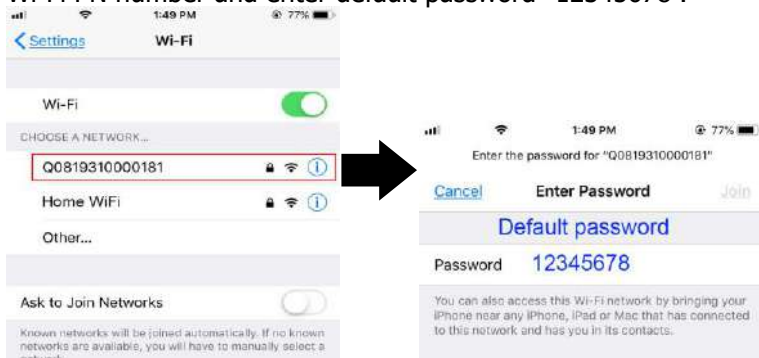 Wi-Fi PN number and enter default password "12345678".
1:49 PM
77%
Settings
Wi-Fi
Wi-Fi
CHOOSE A NETWORK...
Q0819310000181
Home WiFi
Other...
Ask to Join Networks
Known networks will be joined automatically. If no known
networks are available, you will have to manually select a
network.
1:49 PM
77%
Enter the password for "Q0819310000181"
Cancel
Enter Password
Join
Default password
Password
12345678
You can also access this Wi-Fi network by bringing your
iPhone near any iPhone, iPad or Mac that has connected
to this network and has you in its contacts.